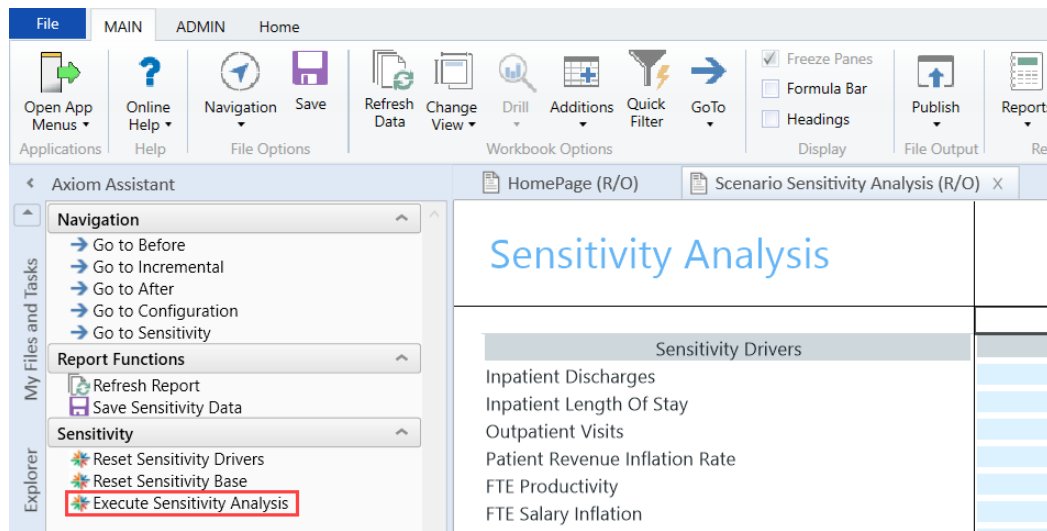 File MAIN ADMIN Home
Open App Menus
Online Help
Navigation
Save
Refresh Data
Change View
Drill
Additions
Quick Filter
GoTo
Freeze Panes
Formula Bar
Headings
Publish
Report
Applications Help File Options Workbook Options Display File Output Re
Axiom Assistant
HomePage (R/O) Scenario Sensitivity Analysis (R/O) X
My Files and Tasks
Explorer
Navigation
Go to Before
Go to Incremental
Go to After
Go to Configuration
Go to Sensitivity
Report Functions
Refresh Report
Save Sensitivity Data
Sensitivity
Reset Sensitivity Drivers
Reset Sensitivity Base
Execute Sensitivity Analysis
Sensitivity Analysis
Sensitivity Drivers
Inpatient Discharges
Inpatient Length Of Stay
Outpatient Visits
Patient Revenue Inflation Rate
FTE Productivity
FTE Salary Inflation